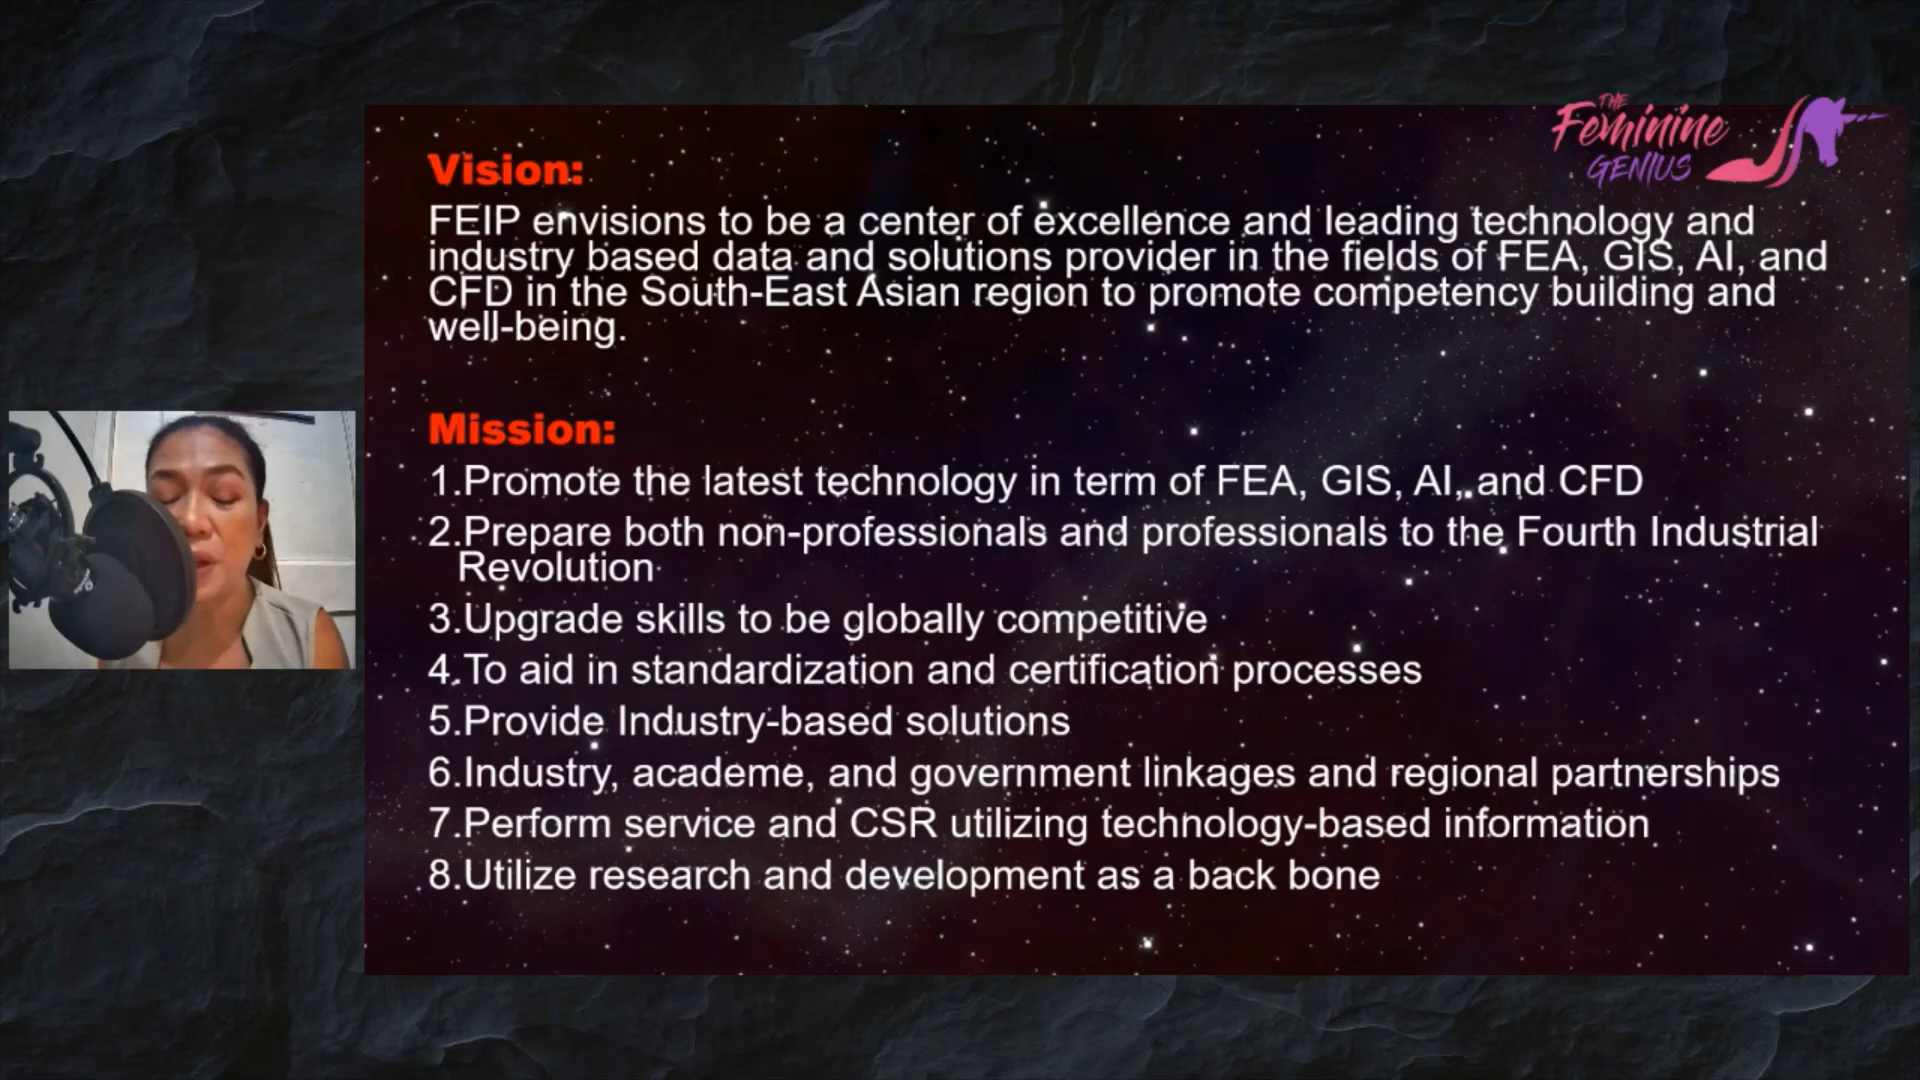 THE
Feminine
GENIUS
Vision:
FEIP envisions to be a center of excellence and leading technology and
industry based data and solutions provider in the fields of FEA, GIS, AI, and
CFD in the South-East Asian region to promote competency building and
well-being.
Mission:
1.Promote the latest technology in term of FEA, GIS, AI, and CFD
2.Prepare both non-professionals and professionals to the Fourth Industrial
Revolution
3.Upgrade skills to be globally competitive
4.To aid in standardization and certification processes
5.Provide Industry-based solutions
6.Industry, academe, and government linkages and regional partnerships
7.Perform service and CSR utilizing technology-based information
8.Utilize research and development as a back bone